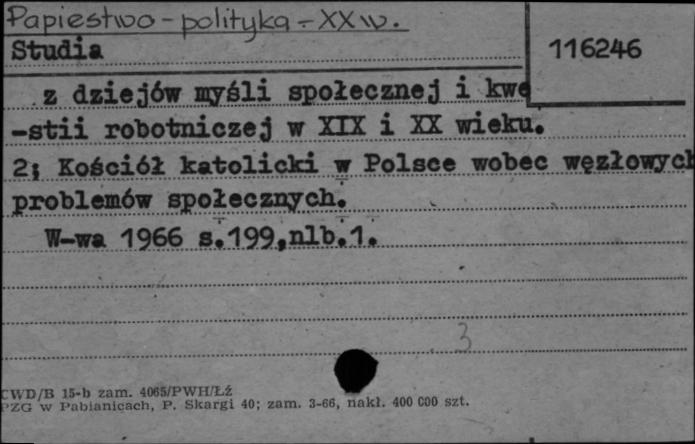 Papiestwo - polityka - XX w.
Studia
116246
z dziejów myśli społecznej i kwe
-stii robotniczej w XIX i XX wieku.
2; Kościół katolicki w Polsce wobec węzłowych
problemów społecznych.
W-wa 1966 s.199,nlb.1.
3
CWD/B 15-b zam. 4065/PWH/Łź
PZG w Pabianicach, P. Skargi 40; zam. 3-66, nakł. 400 000 szt.